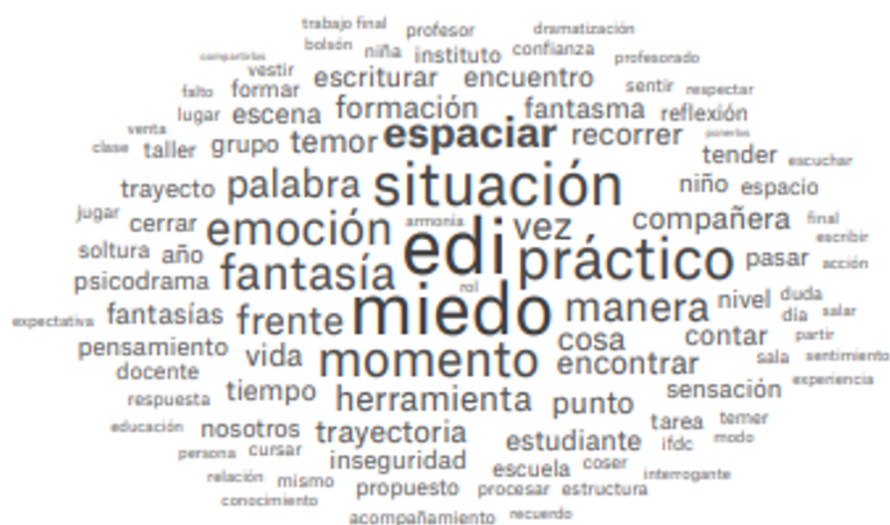 trabajo final profesor dramatización
compartirlos bolsón niña instituto confianza profesorado
vestir escriturar encuentro sentir respectar
falto formar formación fantasma reflexión
lugar escena
venta temor espaciar recorrer ponerlos
clase taller grupo tender escuchar
trayecto palabra situación niño espacio
jugar cerrar emoción armonía vez compañera final
escribir
soltura año edi práctico pasar acción
psicodrama fantasía rol
expectativa fantasías frente miedo manera nivel duda
día salar
pensamiento vida momento cosa contar partir
encontrar sala sentimiento
docente experiencia
respuesta tiempo herramienta punto sensación
educación nosotros trayectoria estudiante tarea temer
ifdc modo
persona cursar inseguridad escuela coser interrogante
relación mismo propuesto procesar estructura
conocimiento acompañamiento recuerdo